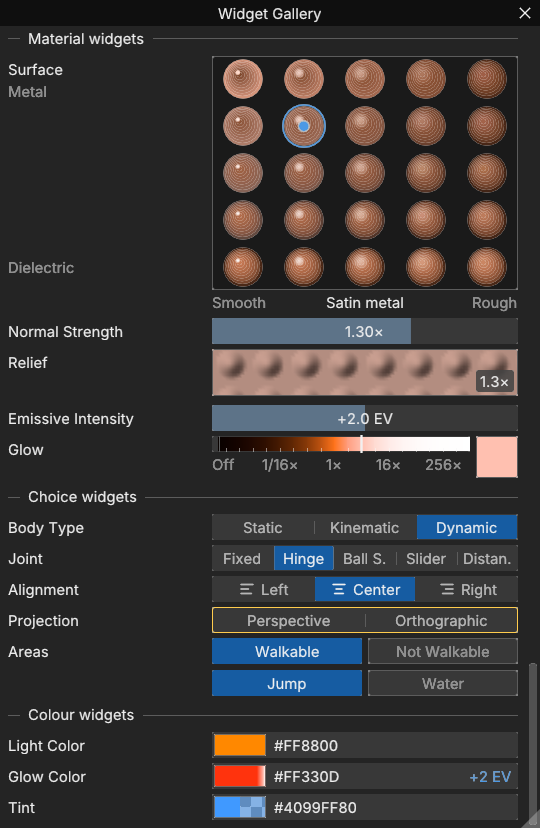 Widget Gallery
Material widgets
Surface
Metal
Dielectric
Smooth Satin metal Rough
Normal Strength 1.30×
Relief 1.3×
Emissive Intensity +2.0 EV
Glow
Off 1/16× 1× 16× 256×
Choice widgets
Body Type Static Kinematic Dynamic
Joint Fixed Hinge Ball S. Slider Distan.
Alignment Left Center Right
Projection Perspective Orthographic
Areas Walkable Not Walkable
Jump Water
Colour widgets
Light Color #FF8800
Glow Color #FF330D +2 EV
Tint #4099FF80